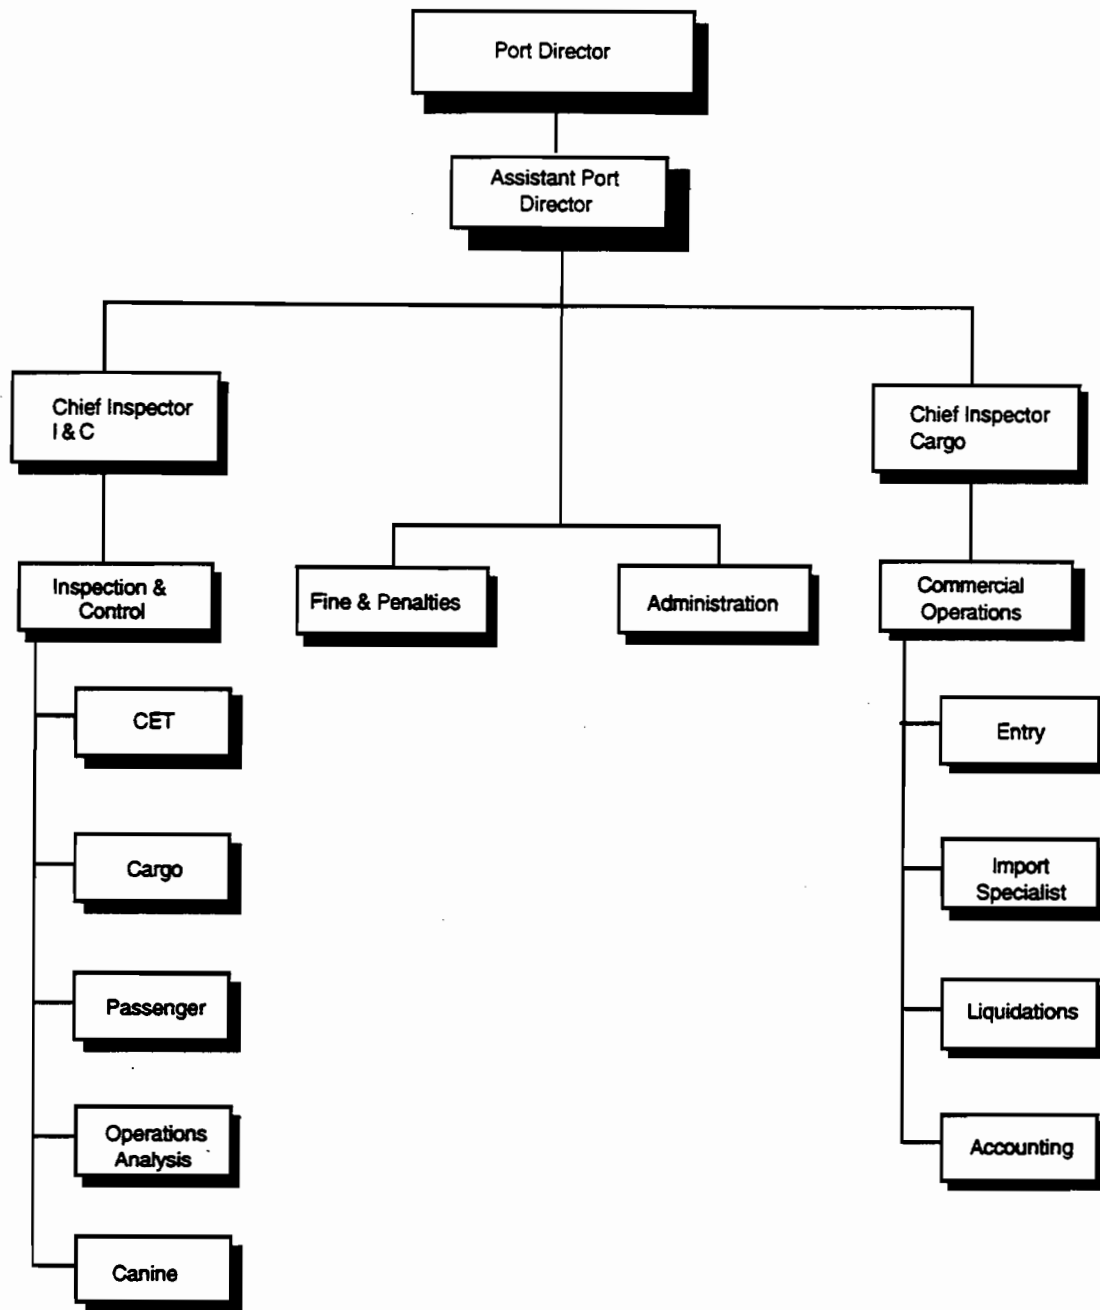 Port Director
Assistant Port
Director
Chief Inspector
I & C
Chief Inspector
Cargo
Inspection &
Control
Fine & Penalties
Administration
Commercial
Operations
CET
Cargo
Passenger
Operations
Analysis
Canine
Entry
Import
Specialist
Liquidations
Accounting